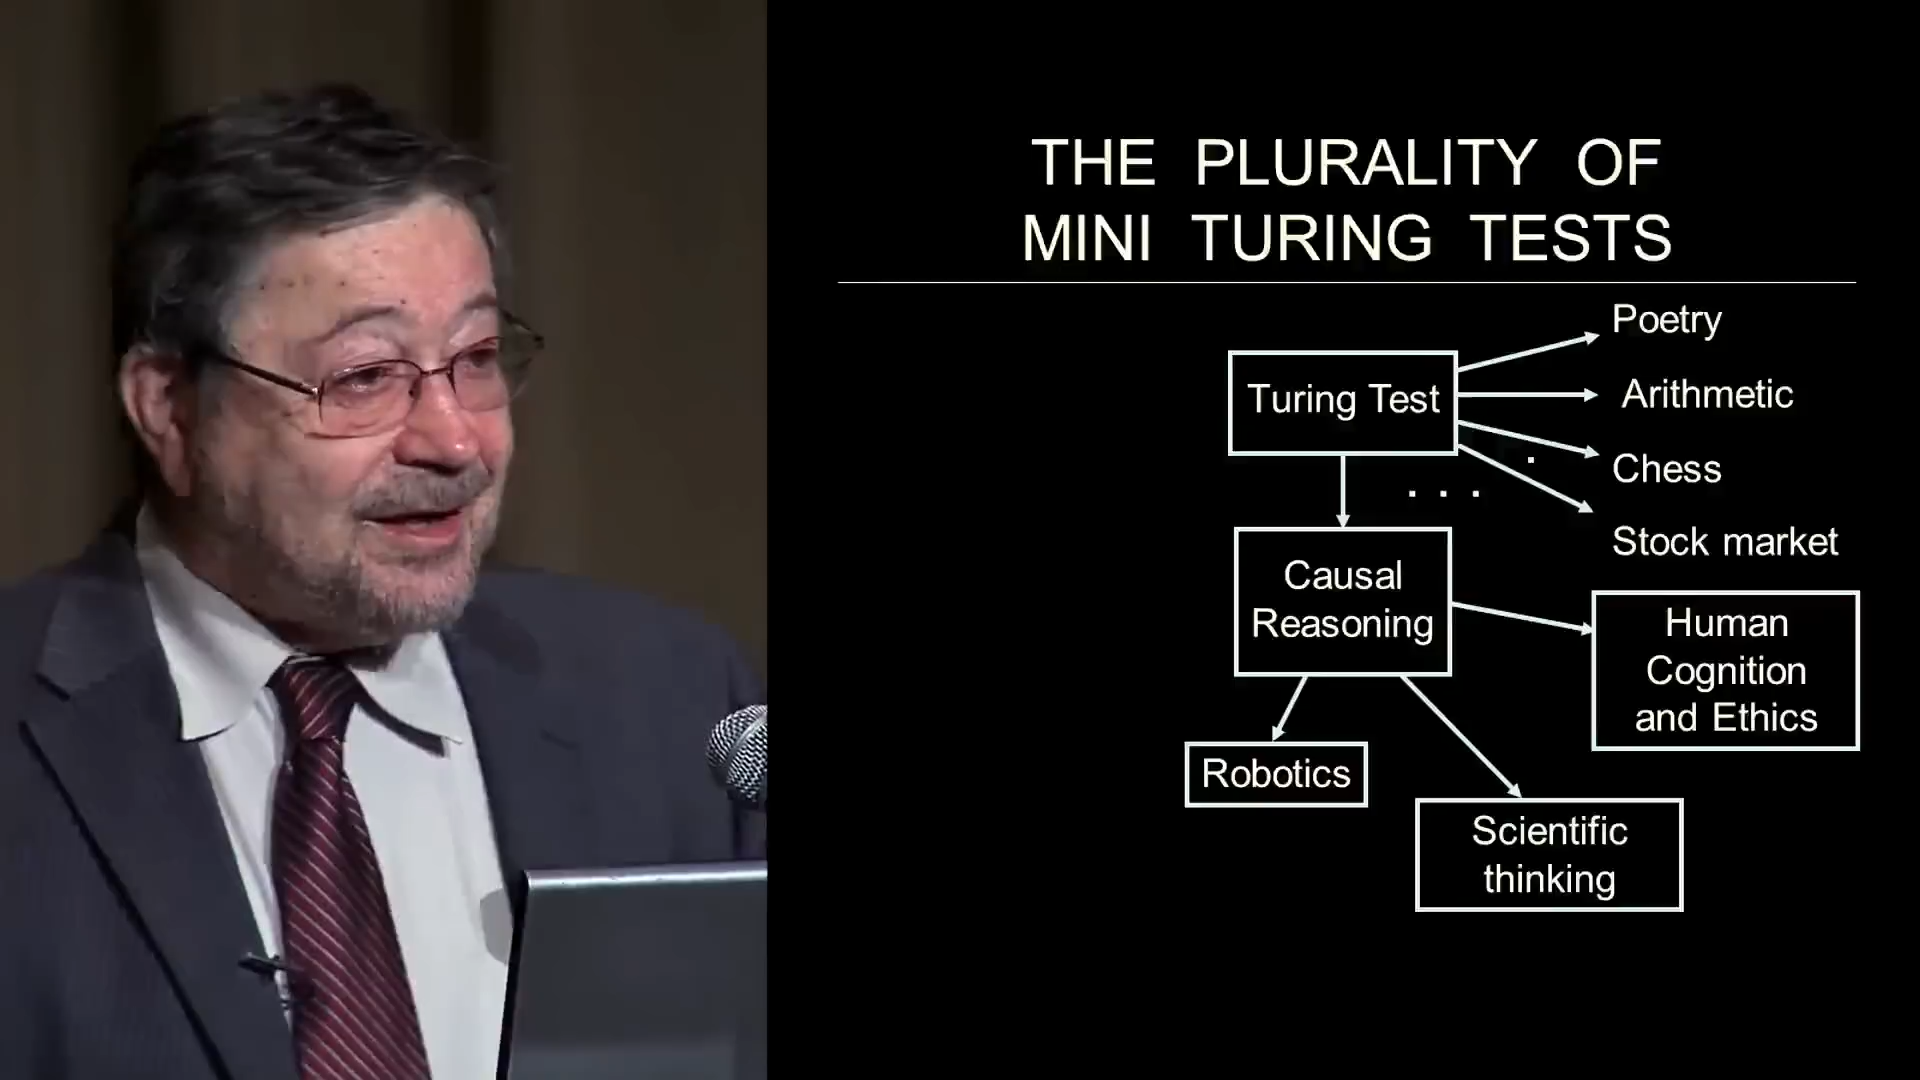 THE PLURALITY OF
MINI TURING TESTS
Poetry
Turing Test
Arithmetic
Chess
. . .
Stock market
Causal
Reasoning
Human
Cognition
and Ethics
Robotics
Scientific
thinking